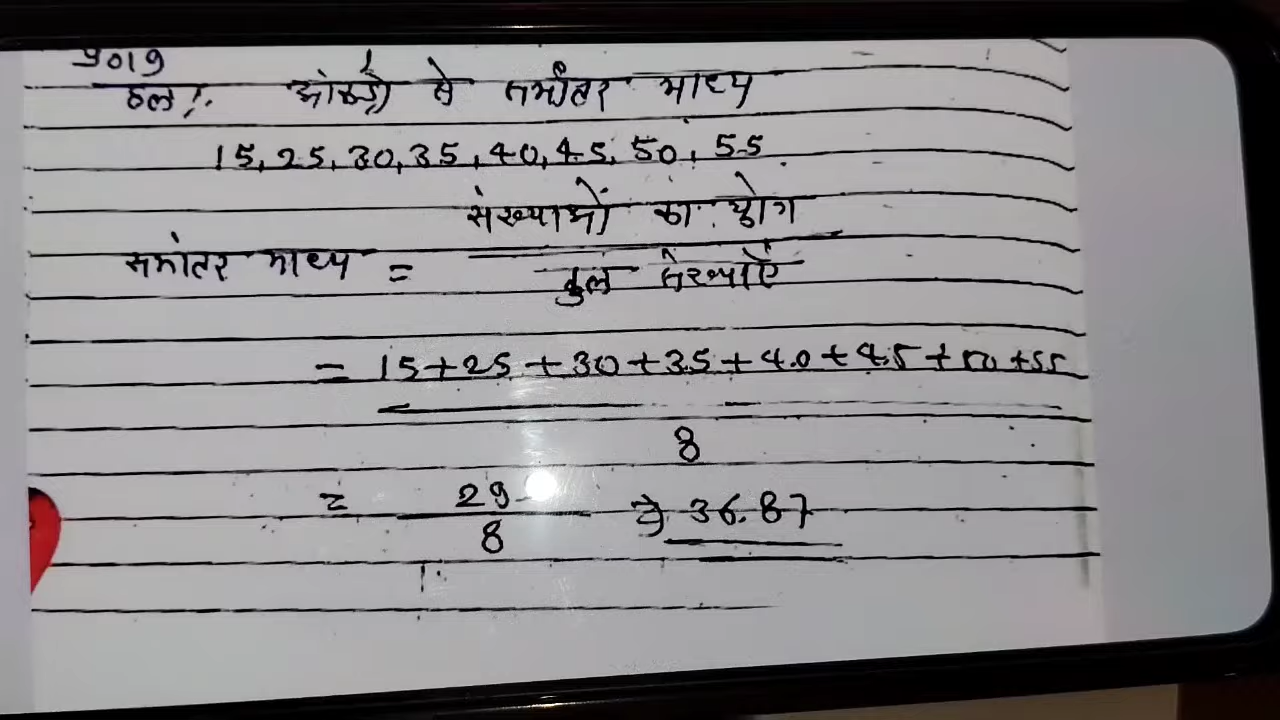 प्र019
हल :- आंकड़ों से समांतर माध्य
15, 25, 30, 35, 40, 45, 50, 55
संख्याओं का योग
समांतर माध्य =
कुल संख्याएँ
= 15+25+30+35+40+45+50+55
8
= 29
8
⇒ 36.87